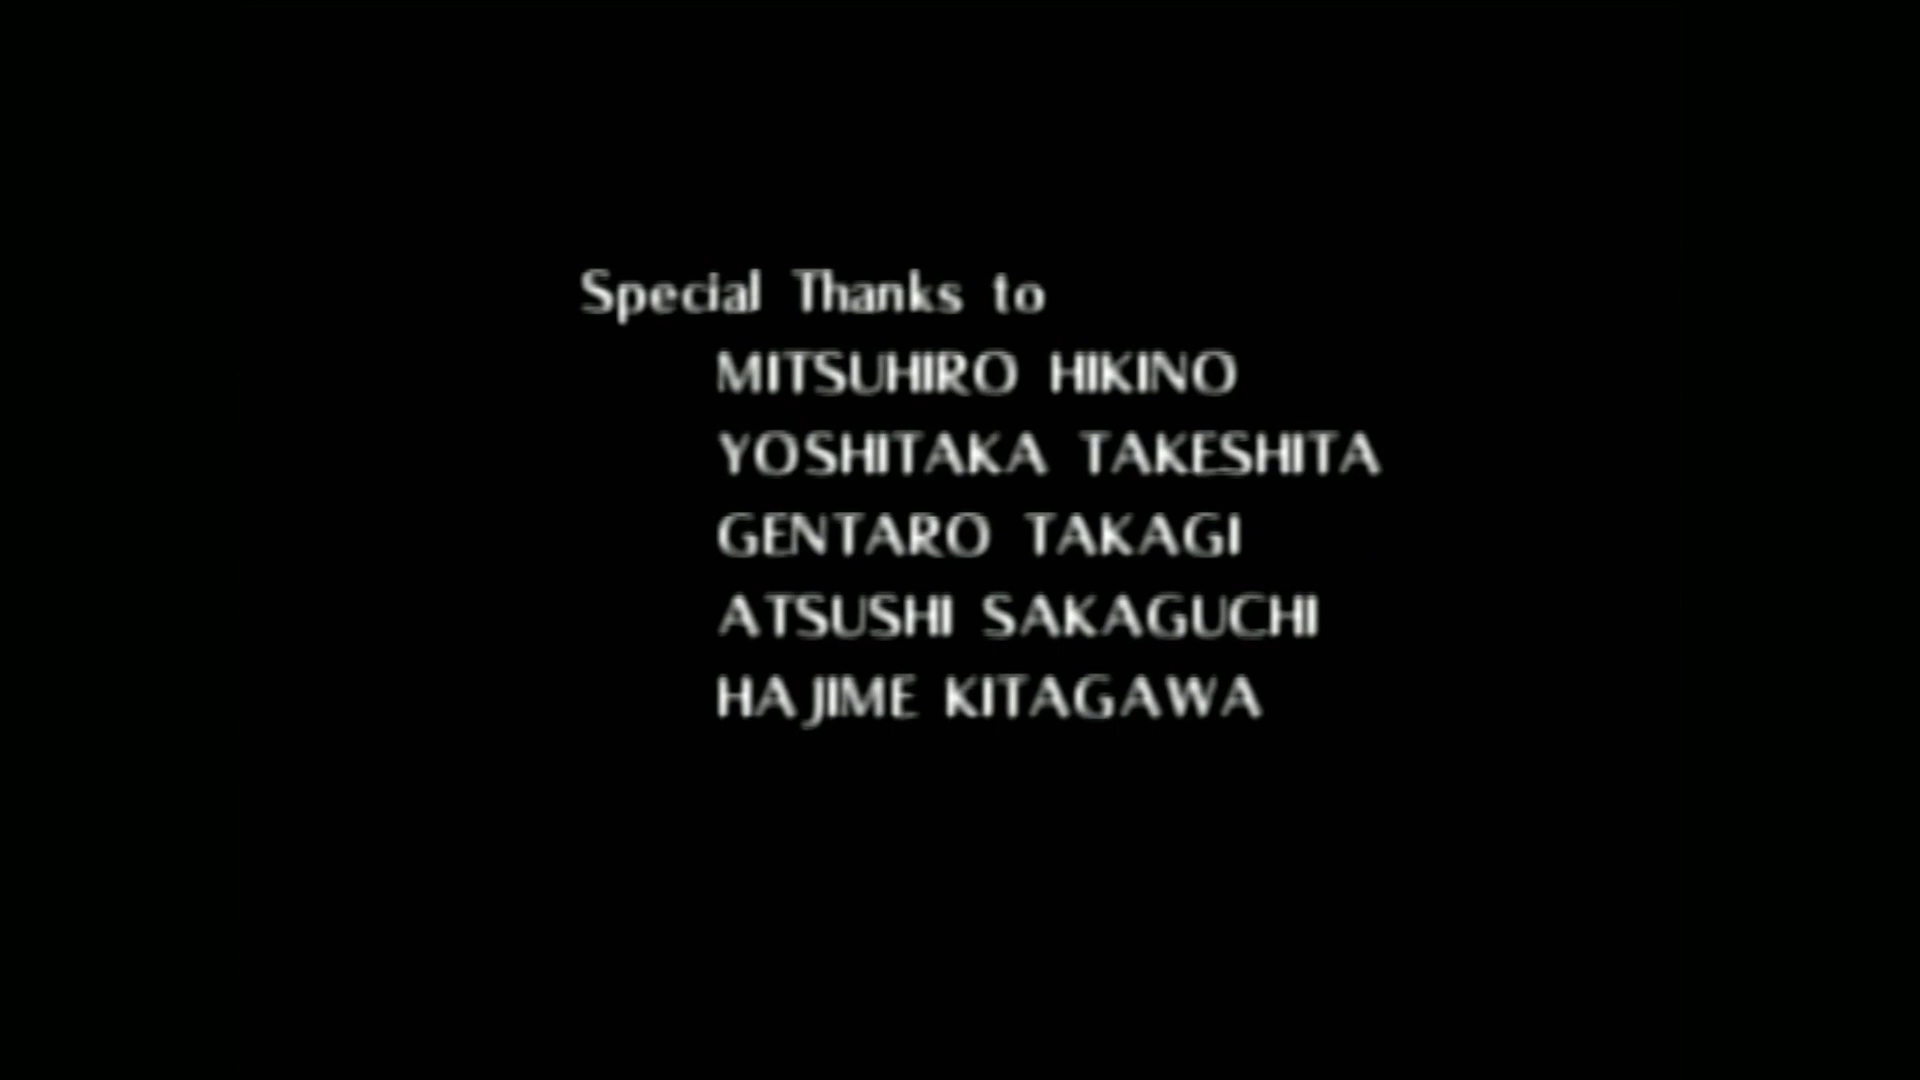 Special Thanks to
MITSUHIRO HIKINO
YOSHITAKA TAKESHITA
GENTARO TAKAGI
ATSUSHI SAKAGUCHI
HAJIME KITAGAWA